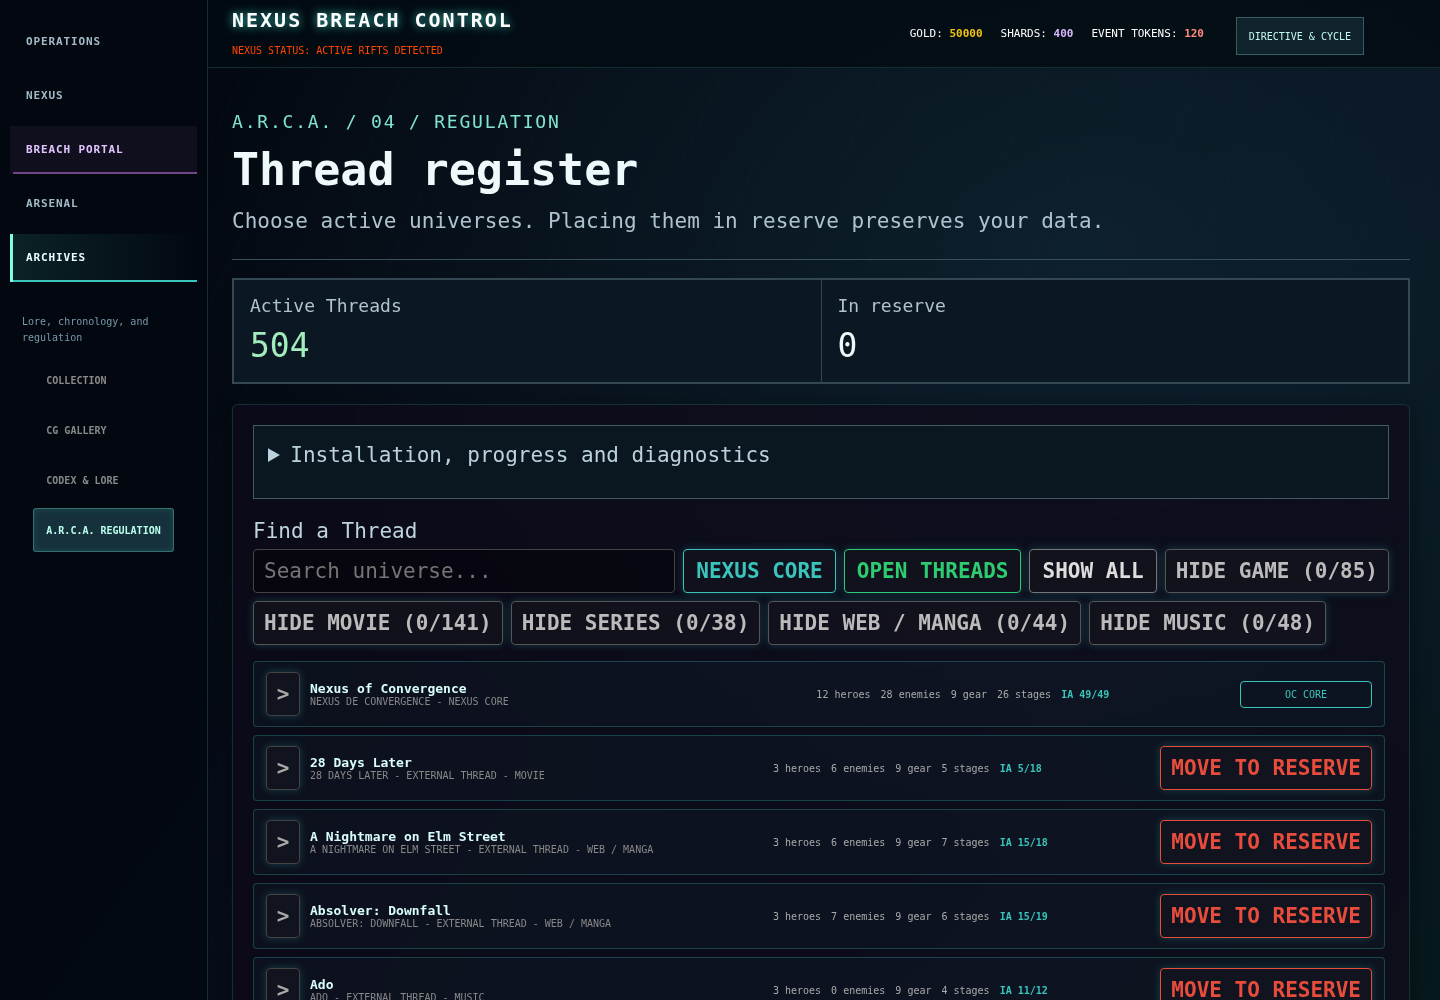 OPERATIONS
NEXUS
BREACH PORTAL
ARSENAL
ARCHIVES
Lore, chronology, and
regulation
COLLECTION
CG GALLERY
CODEX & LORE
A.R.C.A. REGULATION
NEXUS BREACH CONTROL
NEXUS STATUS: ACTIVE RIFTS DETECTED
GOLD: 50000 SHARDS: 400 EVENT TOKENS: 120
DIRECTIVE & CYCLE
A.R.C.A. / 04 / REGULATION
Thread register
Choose active universes. Placing them in reserve preserves your data.
Active Threads
504
In reserve
0
Installation, progress and diagnostics
Find a Thread
Search universe... NEXUS CORE OPEN THREADS SHOW ALL HIDE GAME (0/85)
HIDE MOVIE (0/141) HIDE SERIES (0/38) HIDE WEB / MANGA (0/44) HIDE MUSIC (0/48)
> Nexus of Convergence
NEXUS DE CONVERGENCE - NEXUS CORE
12 heroes 28 enemies 9 gear 26 stages IA 49/49
OC CORE
> 28 Days Later
28 DAYS LATER - EXTERNAL THREAD - MOVIE
3 heroes 6 enemies 9 gear 5 stages IA 5/18
MOVE TO RESERVE
> A Nightmare on Elm Street
A NIGHTMARE ON ELM STREET - EXTERNAL THREAD - WEB / MANGA
3 heroes 6 enemies 9 gear 7 stages IA 15/18
MOVE TO RESERVE
> Absolver: Downfall
ABSOLVER: DOWNFALL - EXTERNAL THREAD - WEB / MANGA
3 heroes 7 enemies 9 gear 6 stages IA 15/19
MOVE TO RESERVE
> Ado
ADO - EXTERNAL THREAD - MUSIC
3 heroes 0 enemies 9 gear 4 stages IA 11/12
MOVE TO RESERVE